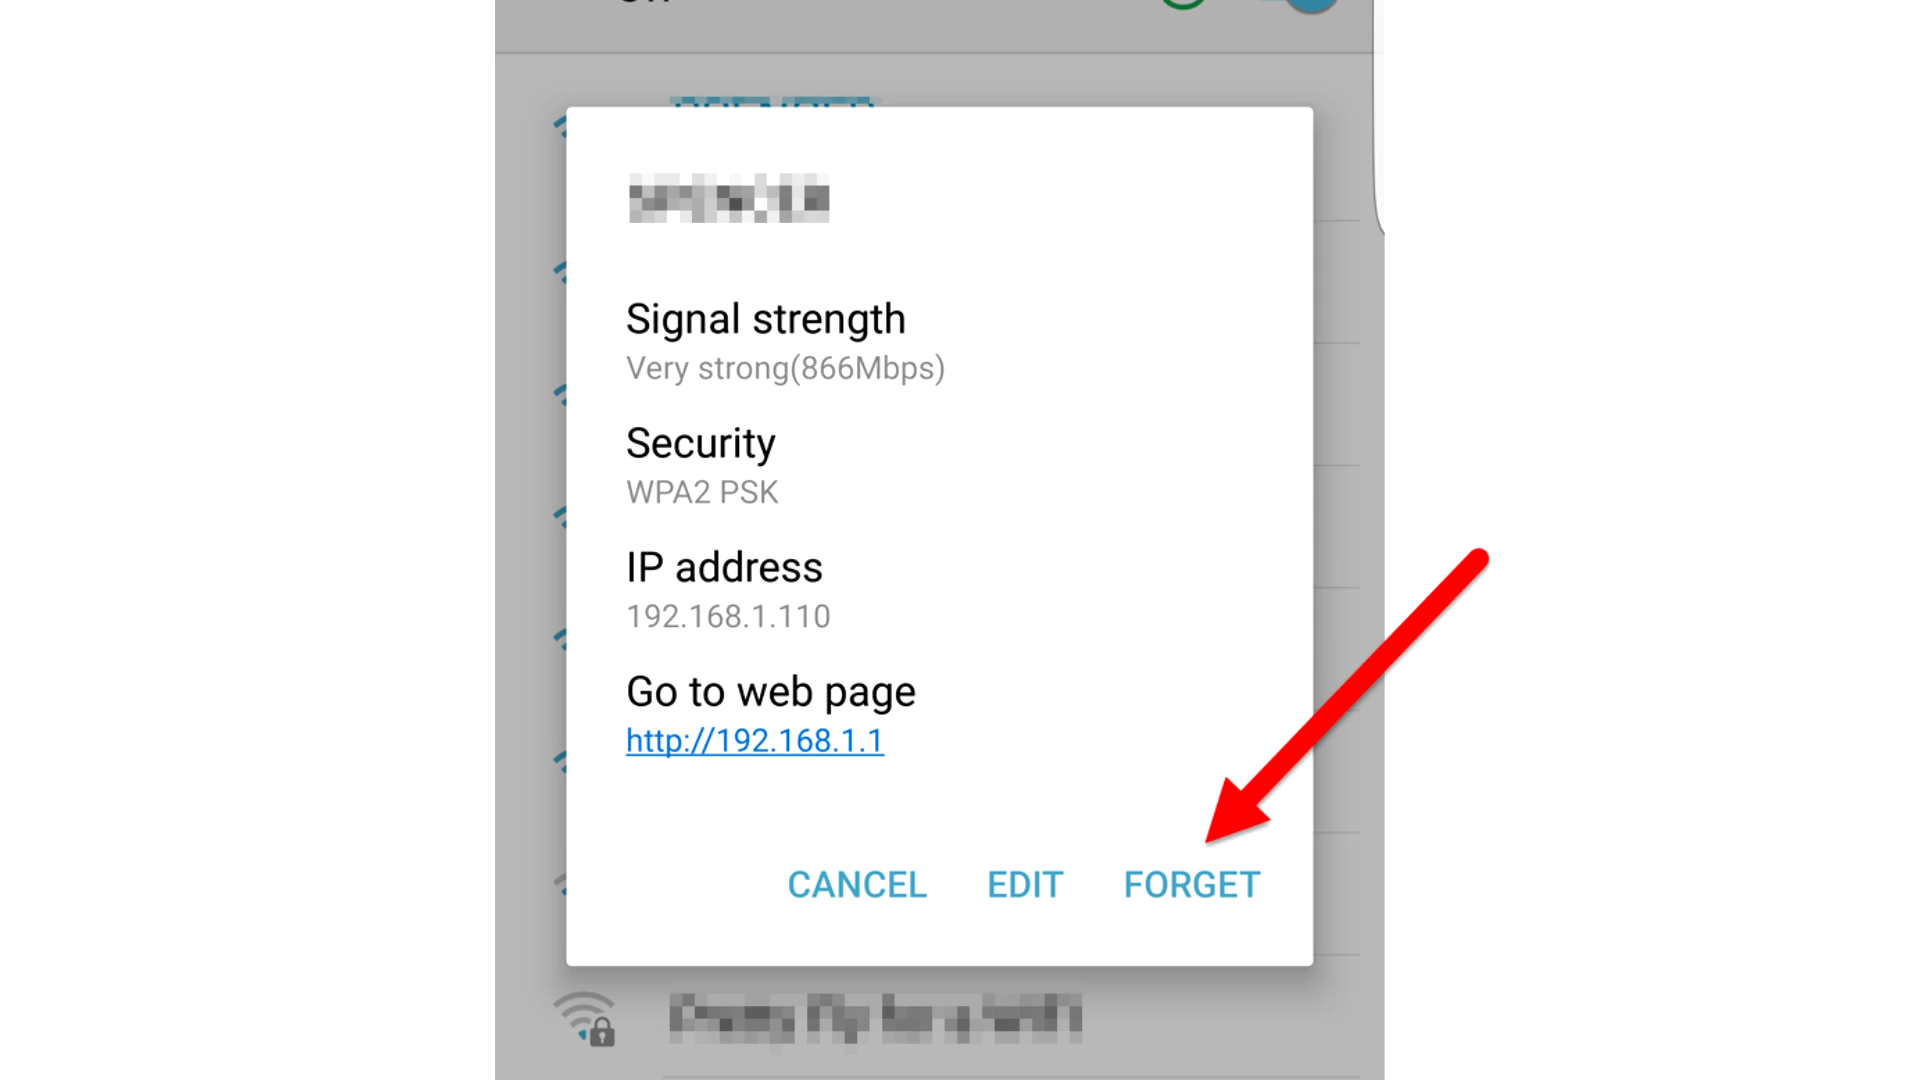 Signal strength
Very strong(866Mbps)
Security
WPA2 PSK
IP address
192.168.1.110
Go to web page
http://192.168.1.1
CANCEL EDIT FORGET